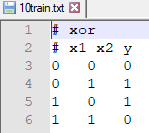 10train.txt
1 # xor
2 # x1 x2 y
3 0 0 0
4 0 1 1
5 1 0 1
6 1 1 0